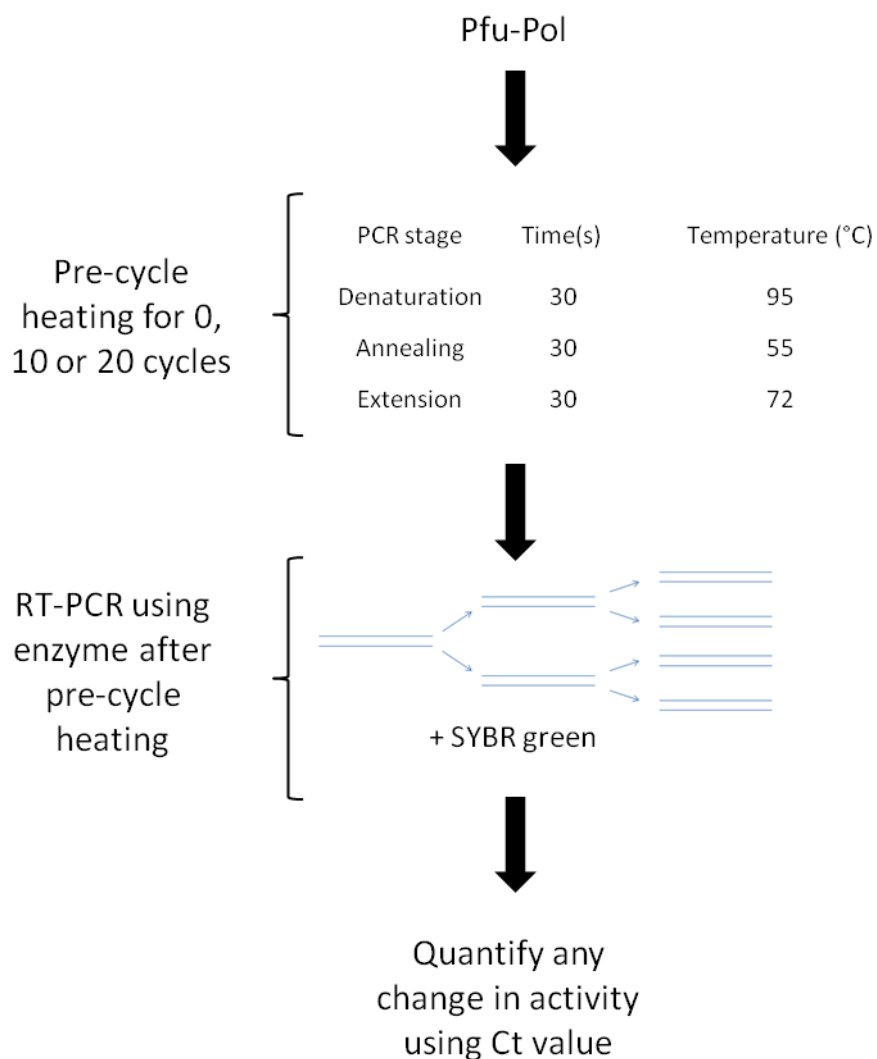 Pfu-Pol
Pre-cycle
heating for 0,
10 or 20 cycles
PCR stage Time(s) Temperature (°C)
Denaturation 30 95
Annealing 30 55
Extension 30 72
RT-PCR using
enzyme after
pre-cycle
heating
+ SYBR green
Quantify any
change in activity
using Ct value